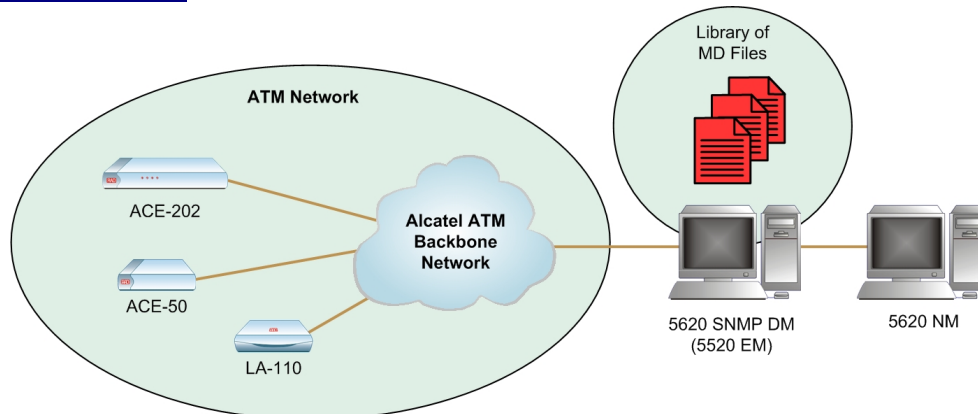 Library of
MD Files
ATM Network
ACE-202
Alcatel ATM
Backbone
Network
ACE-50
LA-110
5620 SNMP DM
(5520 EM)
5620 NM